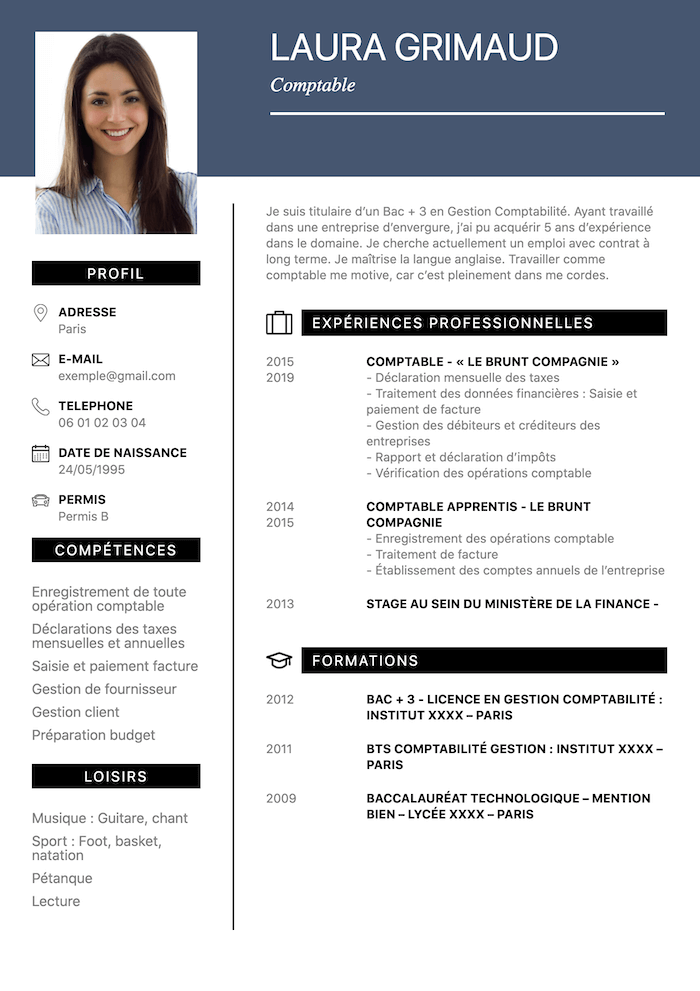 LAURA GRIMAUD
Comptable
PROFIL
ADRESSE
Paris
E-MAIL
exemple@gmail.com
TELEPHONE
06 01 02 03 04
DATE DE NAISSANCE
24/05/1995
PERMIS
Permis B
COMPÉTENCES
Enregistrement de toute
opération comptable
Déclarations des taxes
mensuelles et annuelles
Saisie et paiement facture
Gestion de fournisseur
Gestion client
Préparation budget
LOISIRS
Musique : Guitare, chant
Sport : Foot, basket,
natation
Pétanque
Lecture
Je suis titulaire d’un Bac + 3 en Gestion Comptabilité. Ayant travaillé
dans une entreprise d’envergure, j’ai pu acquérir 5 ans d’expérience
dans le domaine. Je cherche actuellement un emploi avec contrat à
long terme. Je maîtrise la langue anglaise. Travailler comme
comptable me motive, car c’est pleinement dans me cordes.
EXPÉRIENCES PROFESSIONNELLES
2015 COMPTABLE - « LE BRUNT COMPAGNIE »
2019 - Déclaration mensuelle des taxes
- Traitement des données financières : Saisie et
paiement de facture
- Gestion des débiteurs et créditeurs des
entreprises
- Rapport et déclaration d’impôts
- Vérification des opérations comptable
2014 COMPTABLE APPRENTIS - LE BRUNT
2015 COMPAGNIE
- Enregistrement des opérations comptable
- Traitement de facture
- Établissement des comptes annuels de l’entreprise
2013 STAGE AU SEIN DU MINISTÈRE DE LA FINANCE -
FORMATIONS
2012 BAC + 3 - LICENCE EN GESTION COMPTABILITÉ :
INSTITUT XXXX – PARIS
2011 BTS COMPTABILITÉ GESTION : INSTITUT XXXX –
PARIS
2009 BACCALAURÉAT TECHNOLOGIQUE – MENTION
BIEN – LYCÉE XXXX – PARIS